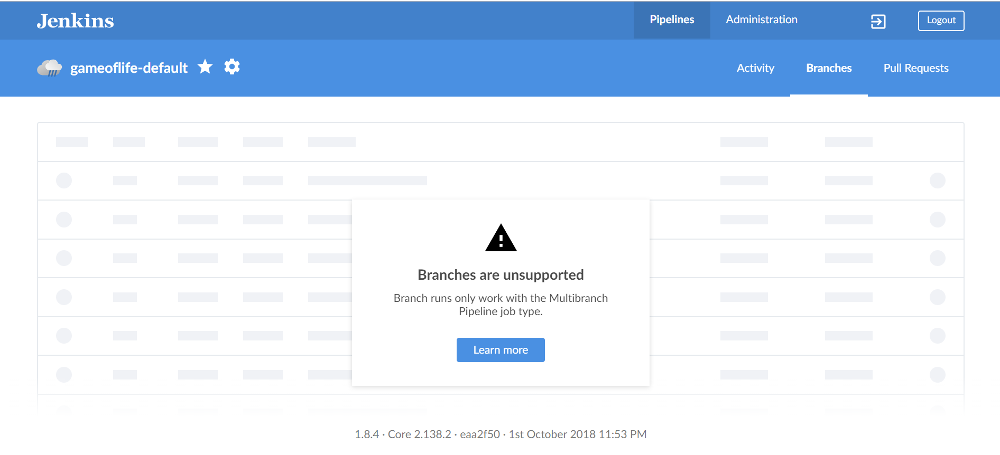 Jenkins
Pipelines
Administration
Logout
gameoflife-default
Activity
Branches
Pull Requests
Branches are unsupported
Branch runs only work with the Multibranch
Pipeline job type.
Learn more
1.8.4 · Core 2.138.2 · eaa2f50 · 1st October 2018 11:53 PM